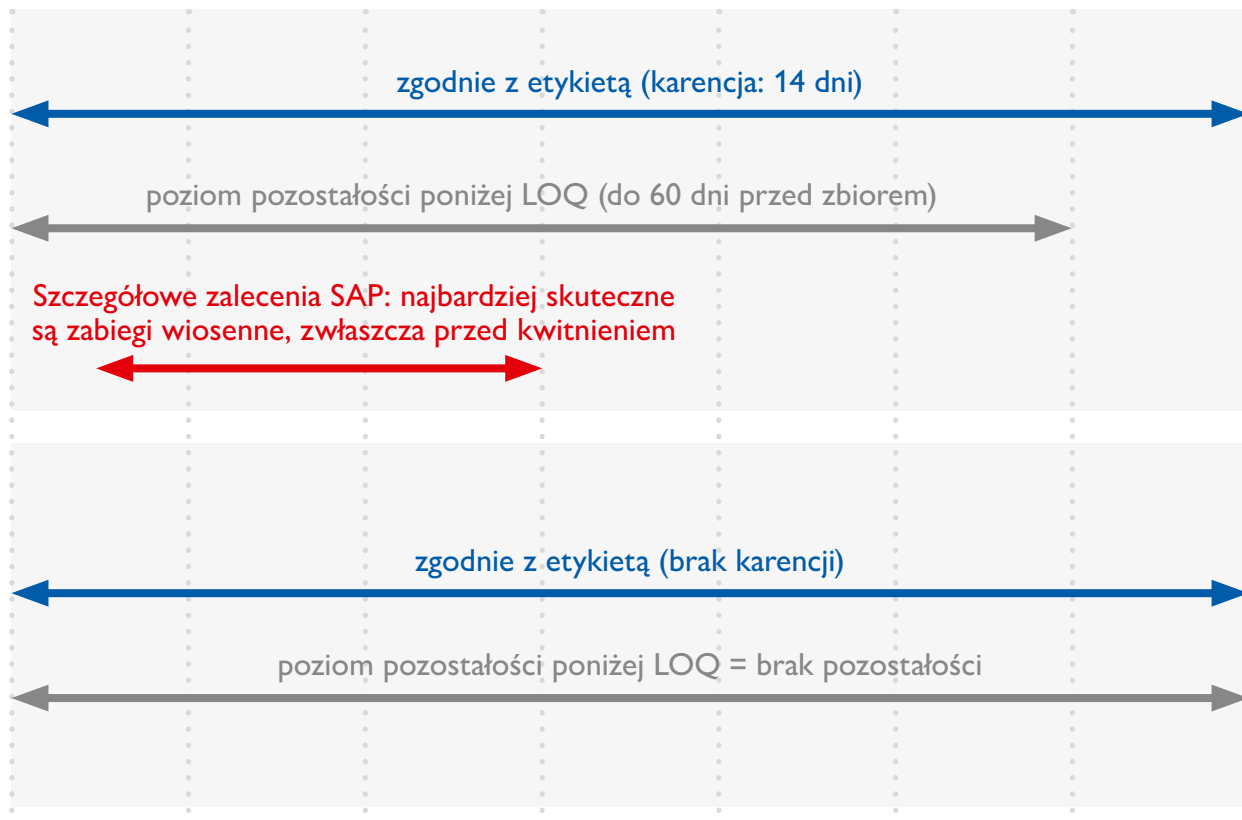 zgodnie z etykietą (karencja: 14 dni)
poziom pozostałości poniżej LOQ (do 60 dni przed zbiorem)
Szczegółowe zalecenia SAP: najbardziej skuteczne
są zabiegi wiosenne, zwłaszcza przed kwitnieniem
zgodnie z etykietą (brak karencji)
poziom pozostałości poniżej LOQ = brak pozostałości